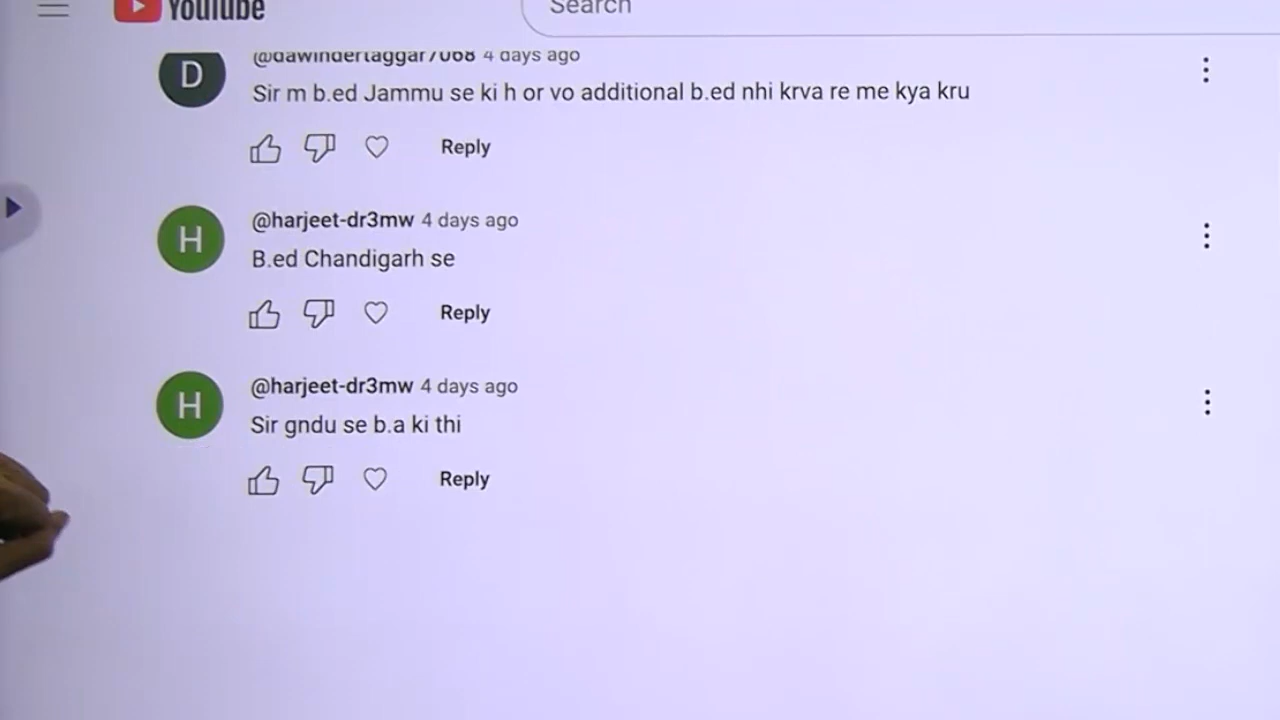 YouTube
Search
D
@dawindertaggar7068 4 days ago
Sir m b.ed Jammu se ki h or vo additional b.ed nhi krva re me kya kru
Reply
H
@harjeet-dr3mw 4 days ago
B.ed Chandigarh se
Reply
H
@harjeet-dr3mw 4 days ago
Sir gndu se b.a ki thi
Reply